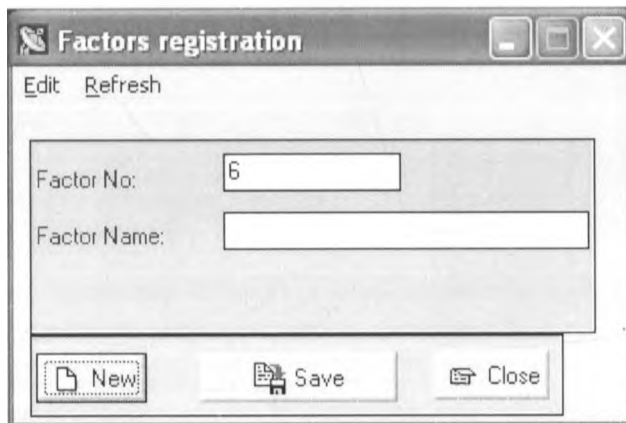 Factors registration
Edit Refresh
Factor No: 6
Factor Name:
New Save Close